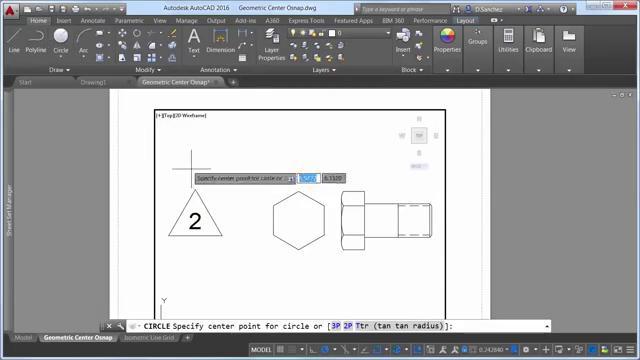 Autodesk AutoCAD 2016 Geometric Center Osnap.dwg
Type a keyword or phrase
D.Sanchez
Home Insert Annotate Parametric View Manage Output Add-ins A360 Express Tools Featured Apps BIM 360 Performance Layout
Line Polyline Circle Arc
Text Dimension
0
Insert
Properties
Groups
Utilities
Clipboard
View
Draw Modify Annotation Layers Block
Start Drawing1 Geometric Center Osnap*
[+][Top][2D Wireframe]
TOP
Specify center point for circle or
6.1320
2
Sheet Set Manager
Y
CIRCLE Specify center point for circle or [3P 2P Ttr (tan tan radius)]:
Model Geometric Center Osnap Isometric Line Grid
PAPER
0.242840